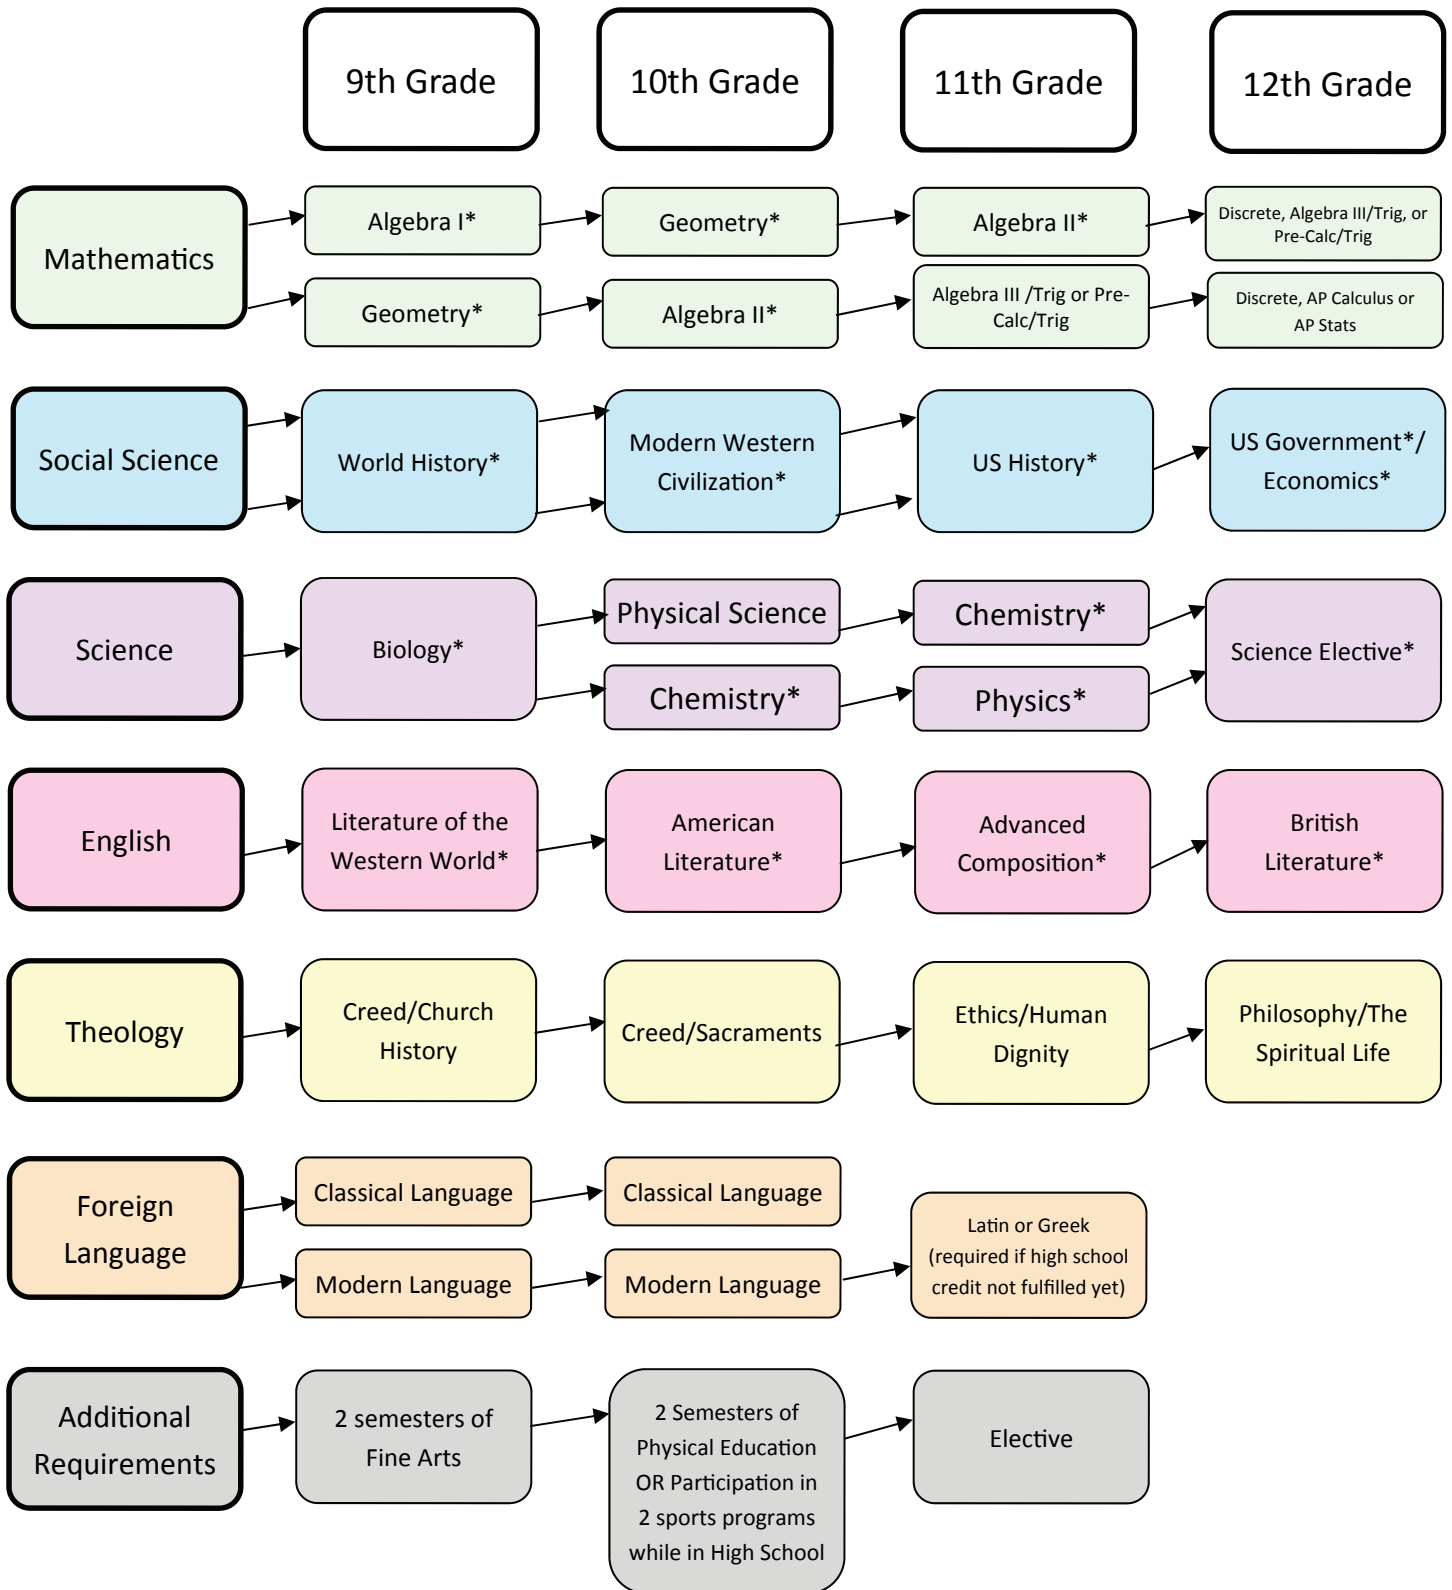 9th Grade
10th Grade
11th Grade
12th Grade
Mathematics
Algebra I*
Geometry*
Algebra II*
Discrete, Algebra III/Trig, or
Pre-Calc/Trig
Geometry*
Algebra II*
Algebra III /Trig or Pre-
Calc/Trig
Discrete, AP Calculus or
AP Stats
Social Science
World History*
Modern Western
Civilization*
US History*
US Government*/
Economics*
Science
Biology*
Physical Science
Chemistry*
Chemistry*
Physics*
Science Elective*
English
Literature of the
Western World*
American
Literature*
Advanced
Composition*
British
Literature*
Theology
Creed/Church
History
Creed/Sacraments
Ethics/Human
Dignity
Philosophy/The
Spiritual Life
Foreign
Language
Classical Language
Classical Language
Modern Language
Modern Language
Latin or Greek
(required if high school
credit not fulfilled yet)
Additional
Requirements
2 semesters of
Fine Arts
2 Semesters of
Physical Education
OR Participation in
2 sports programs
while in High School
Elective